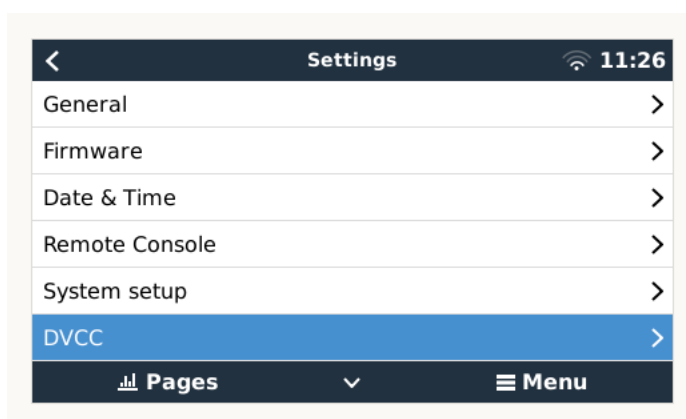 Settings 11:26
General
Firmware
Date & Time
Remote Console
System setup
DVCC
Pages Menu